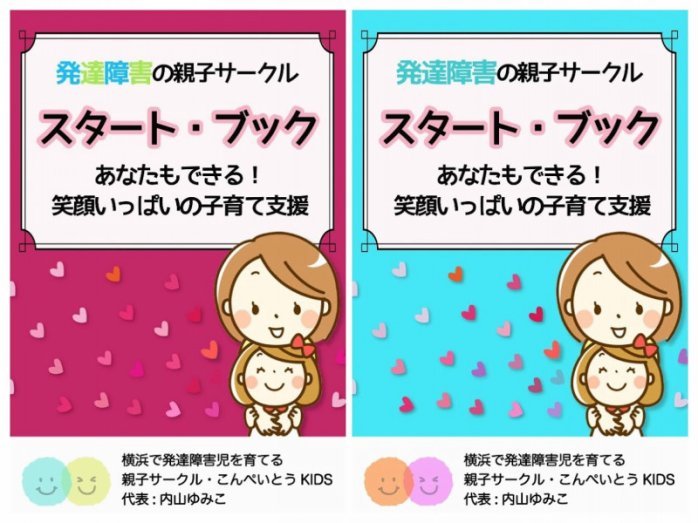 発達障害の親子サークル
スタート・ブック
あなたもできる！
笑顔いっぱいの子育て支援
横浜で発達障害児を育てる
親子サークル・こんぺいとう KIDS
代表 : 内山ゆみこ
発達障害の親子サークル
スタート・ブック
あなたもできる！
笑顔いっぱいの子育て支援
横浜で発達障害児を育てる
親子サークル・こんぺいとう KIDS
代表 : 内山ゆみこ